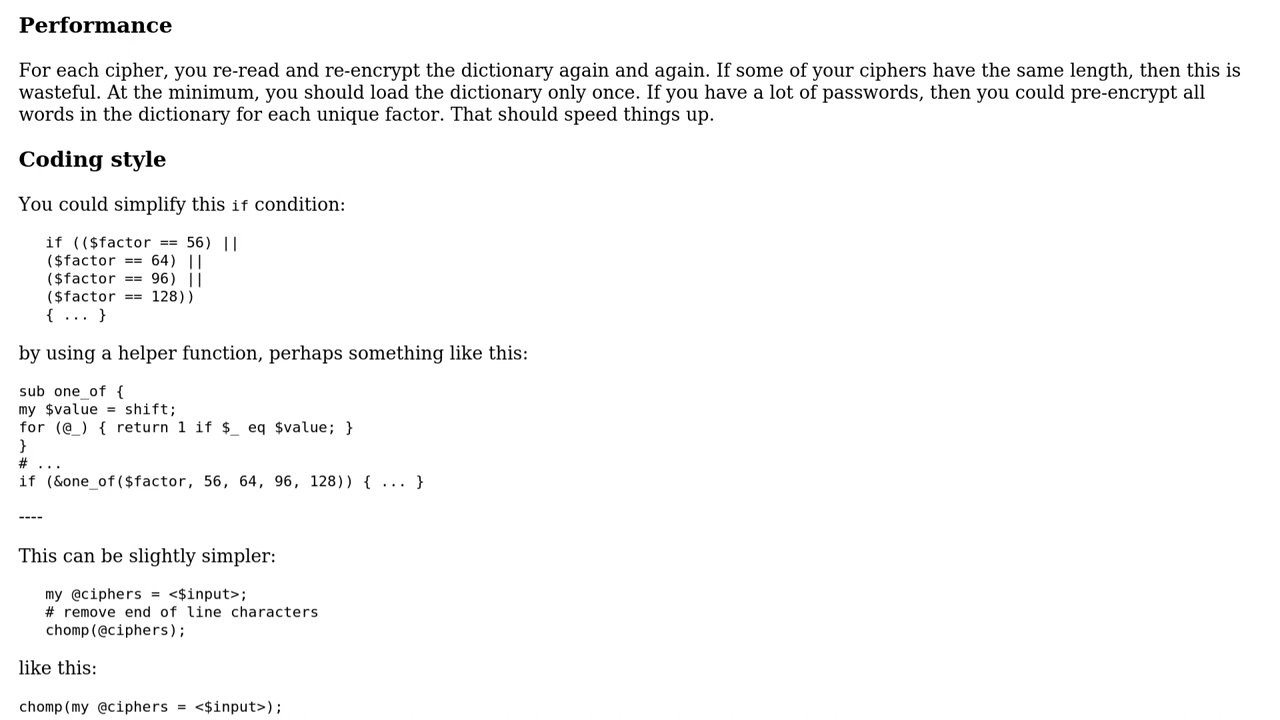 Performance
For each cipher, you re-read and re-encrypt the dictionary again and again. If some of your ciphers have the same length, then this is
wasteful. At the minimum, you should load the dictionary only once. If you have a lot of passwords, then you could pre-encrypt all
words in the dictionary for each unique factor. That should speed things up.
Coding style
You could simplify this if condition:
if (($factor == 56) ||
($factor == 64) ||
($factor == 96) ||
($factor == 128))
{ ... }
by using a helper function, perhaps something like this:
sub one_of {
my $value = shift;
for (@_) { return 1 if $_ eq $value; }
}
# ...
if (&one_of($factor, 56, 64, 96, 128)) { ... }
----
This can be slightly simpler:
my @ciphers = <$input>;
# remove end of line characters
chomp(@ciphers);
like this:
chomp(my @ciphers = <$input>);